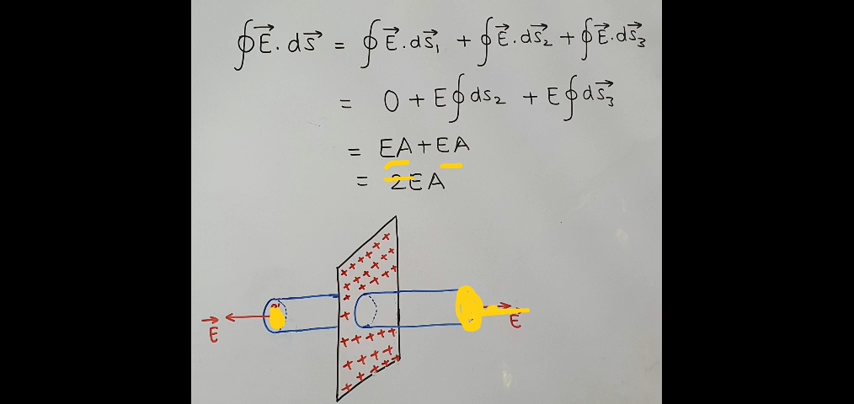 ∮E⃗.ds⃗ = ∮E⃗.ds⃗₁ + ∮E⃗.ds⃗₂ + ∮E⃗.ds⃗₃
= 0 + E∮ds₂ + E∮ds⃗₃
= EA + EA
= 2EA
E⃗ E⃗